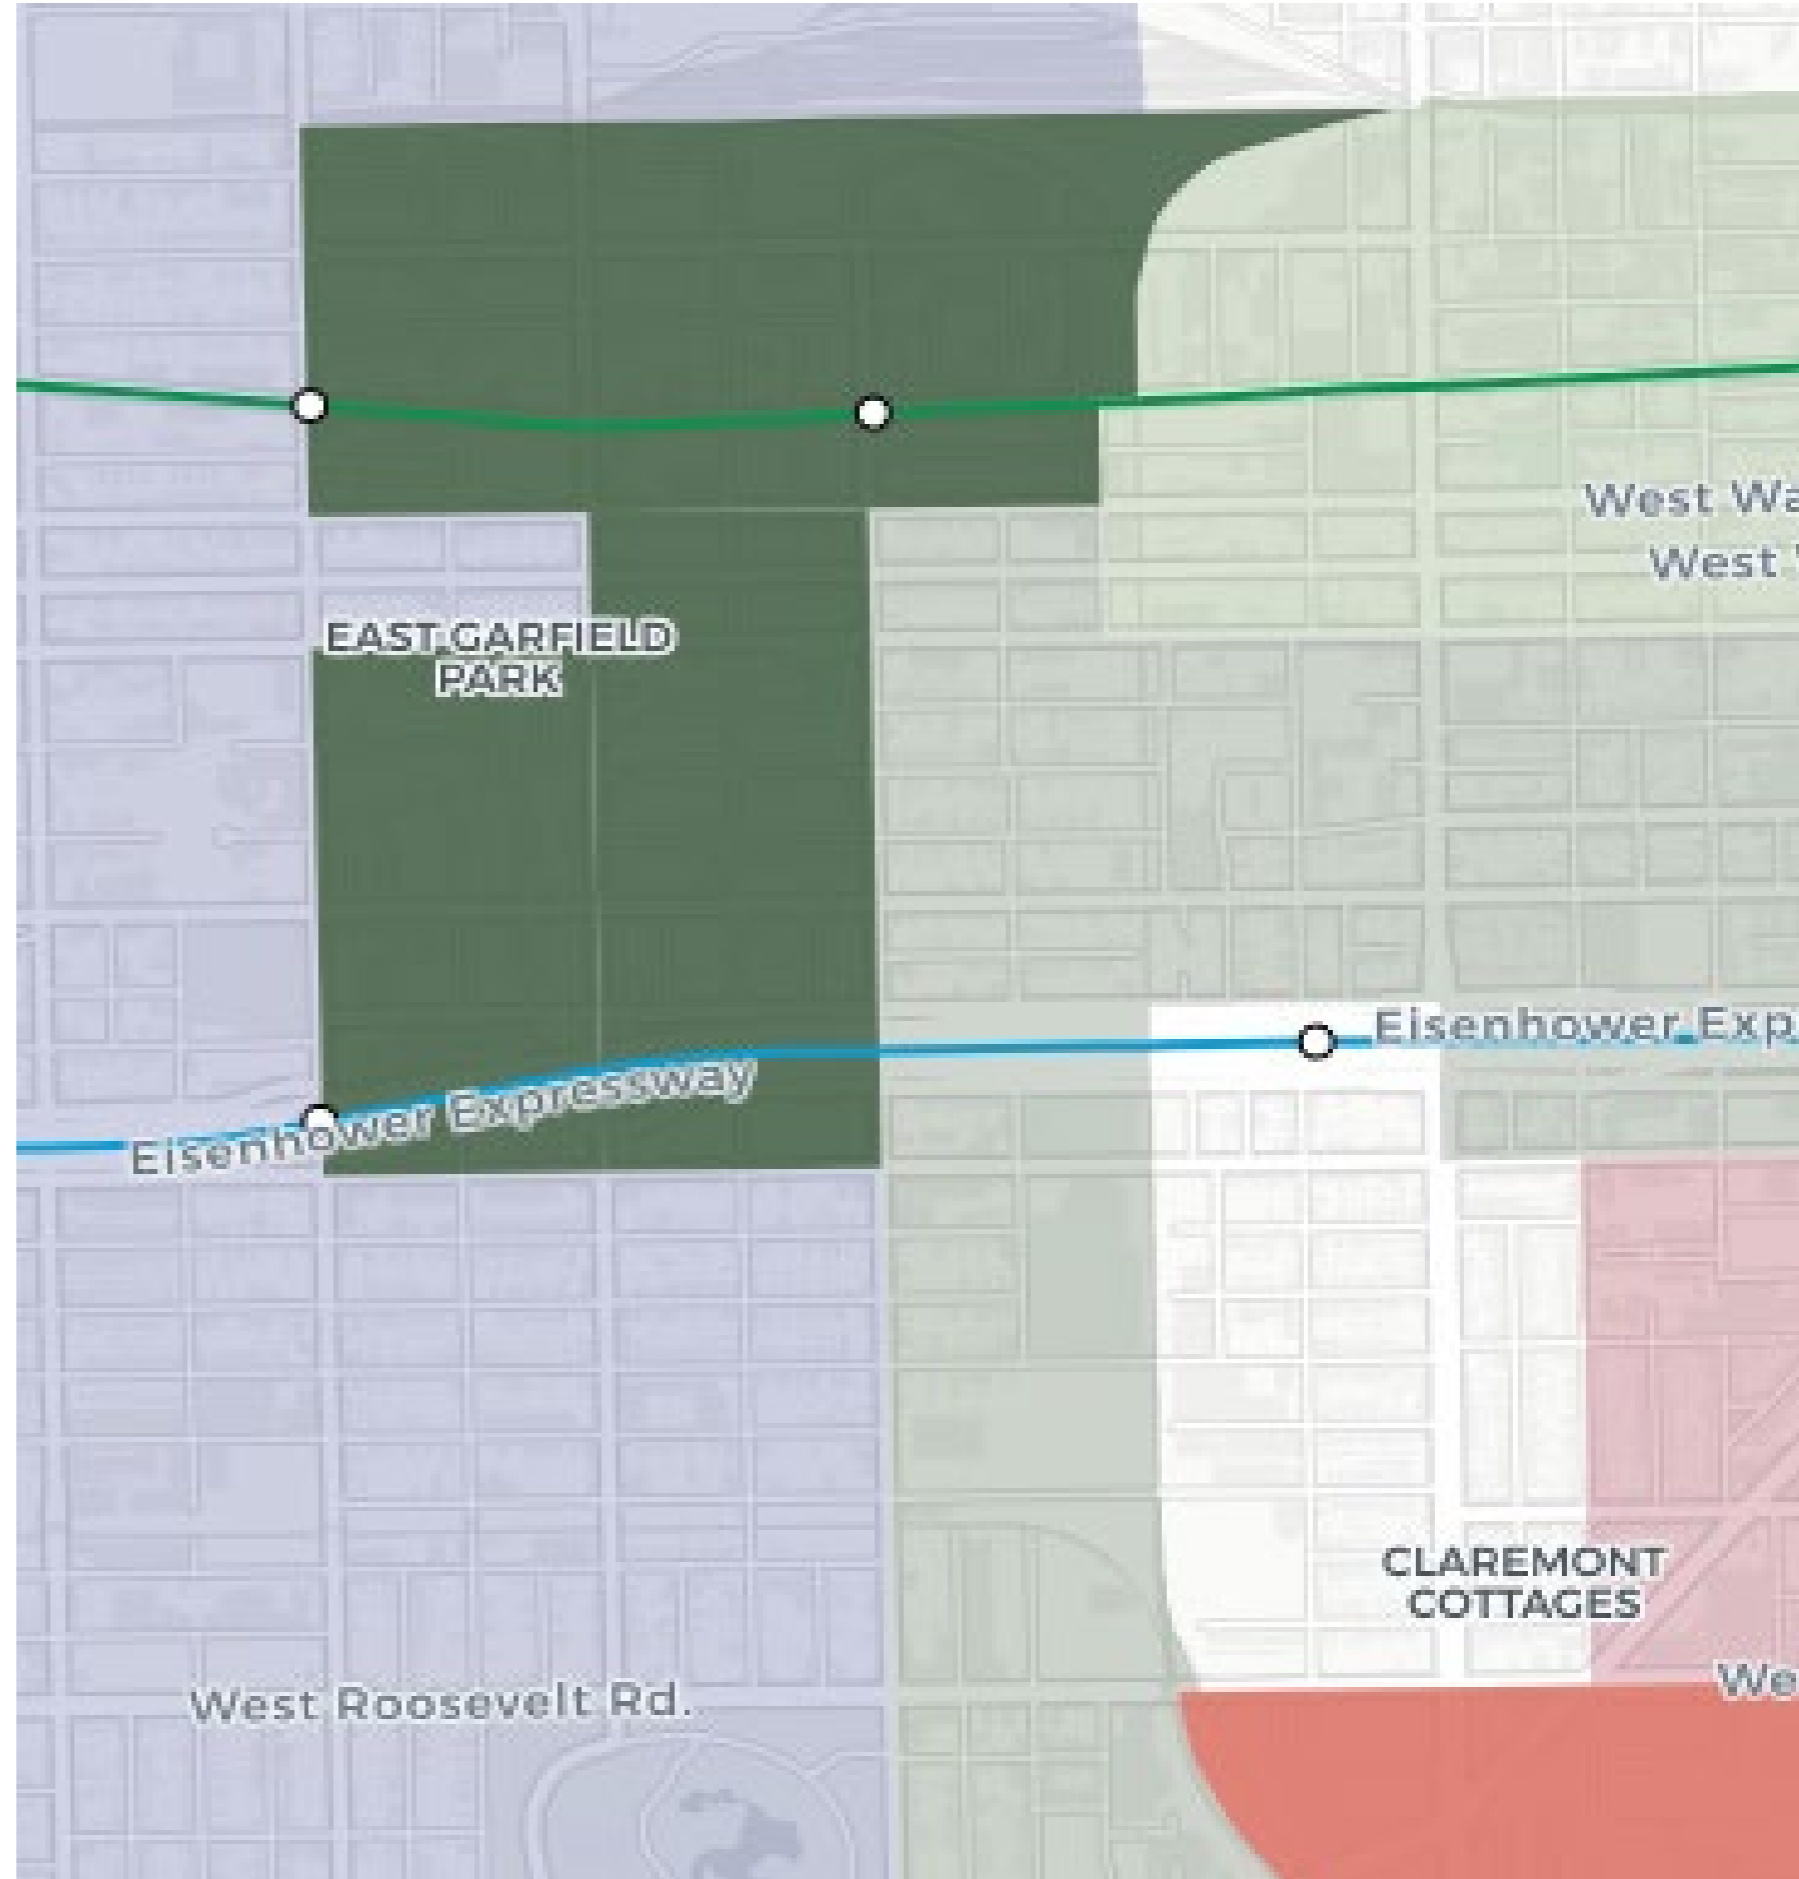 West Wa
West
EAST GARFIELD
PARK
Eisenhower Exp
Eisenhower Expressway
CLAREMONT
COTTAGES
We
West Roosevelt Rd.